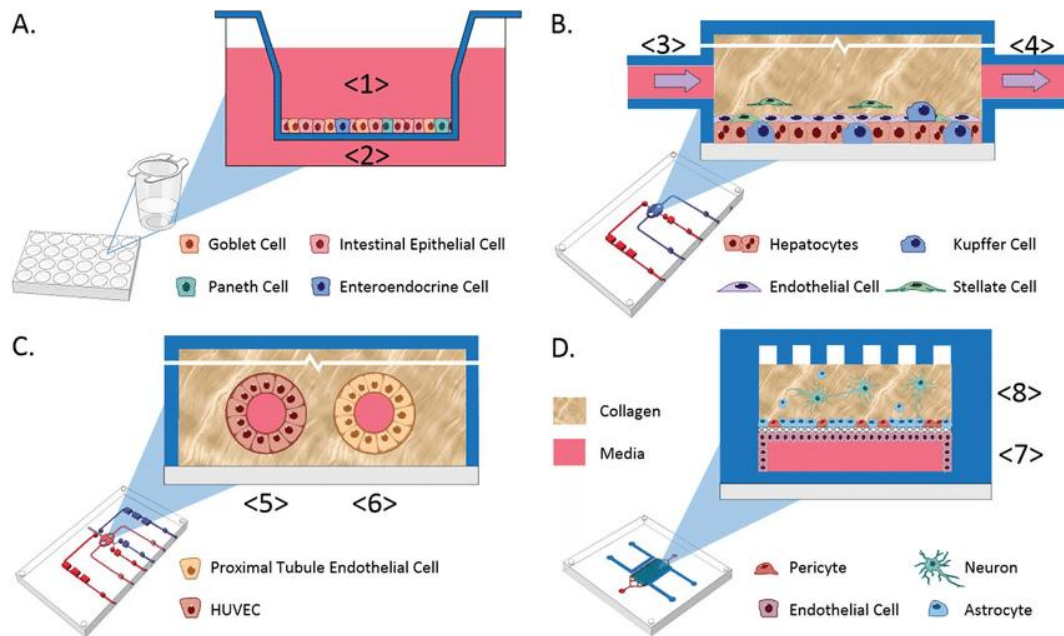 A.
<1>
<2>
Goblet Cell
Intestinal Epithelial Cell
Paneth Cell
Enteroendocrine Cell
B.
<3>
<4>
Hepatocytes
Kupffer Cell
Endothelial Cell
Stellate Cell
C.
<5>
<6>
Proximal Tubule Endothelial Cell
HUVEC
Collagen
Media
D.
<8>
<7>
Pericyte
Neuron
Endothelial Cell
Astrocyte